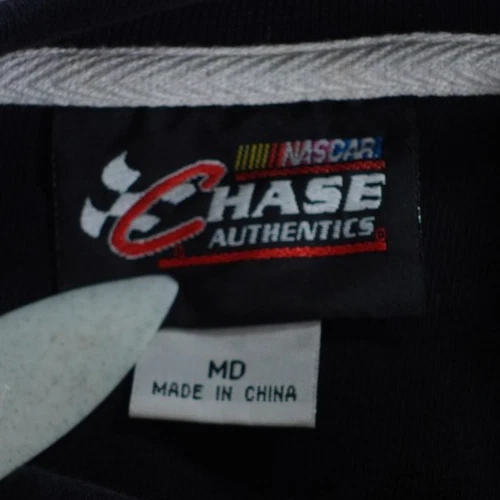 NASCAR
CHASE
AUTHENTICS
MD
MADE IN CHINA